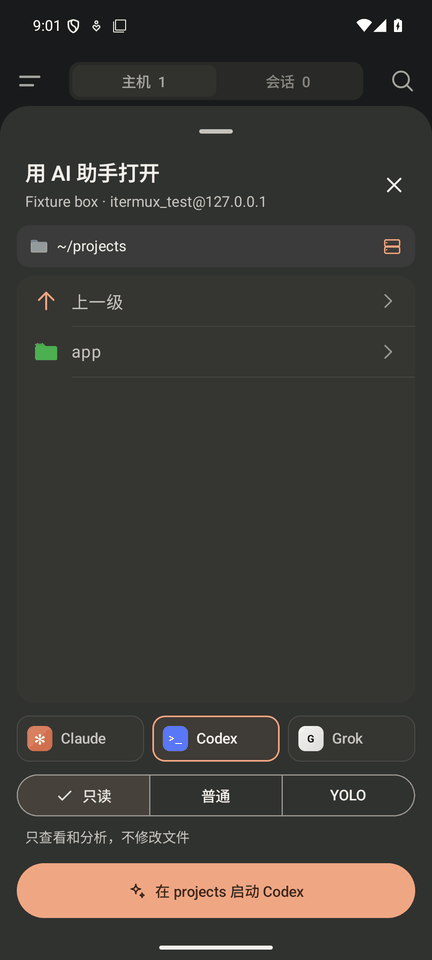 9:01
主机 1
会话 0
用 AI 助手打开
Fixture box · itermux_test@127.0.0.1
~/projects
上一级
app
Claude
>_ Codex
G Grok
只读
普通
YOLO
只查看和分析，不修改文件
在 projects 启动 Codex